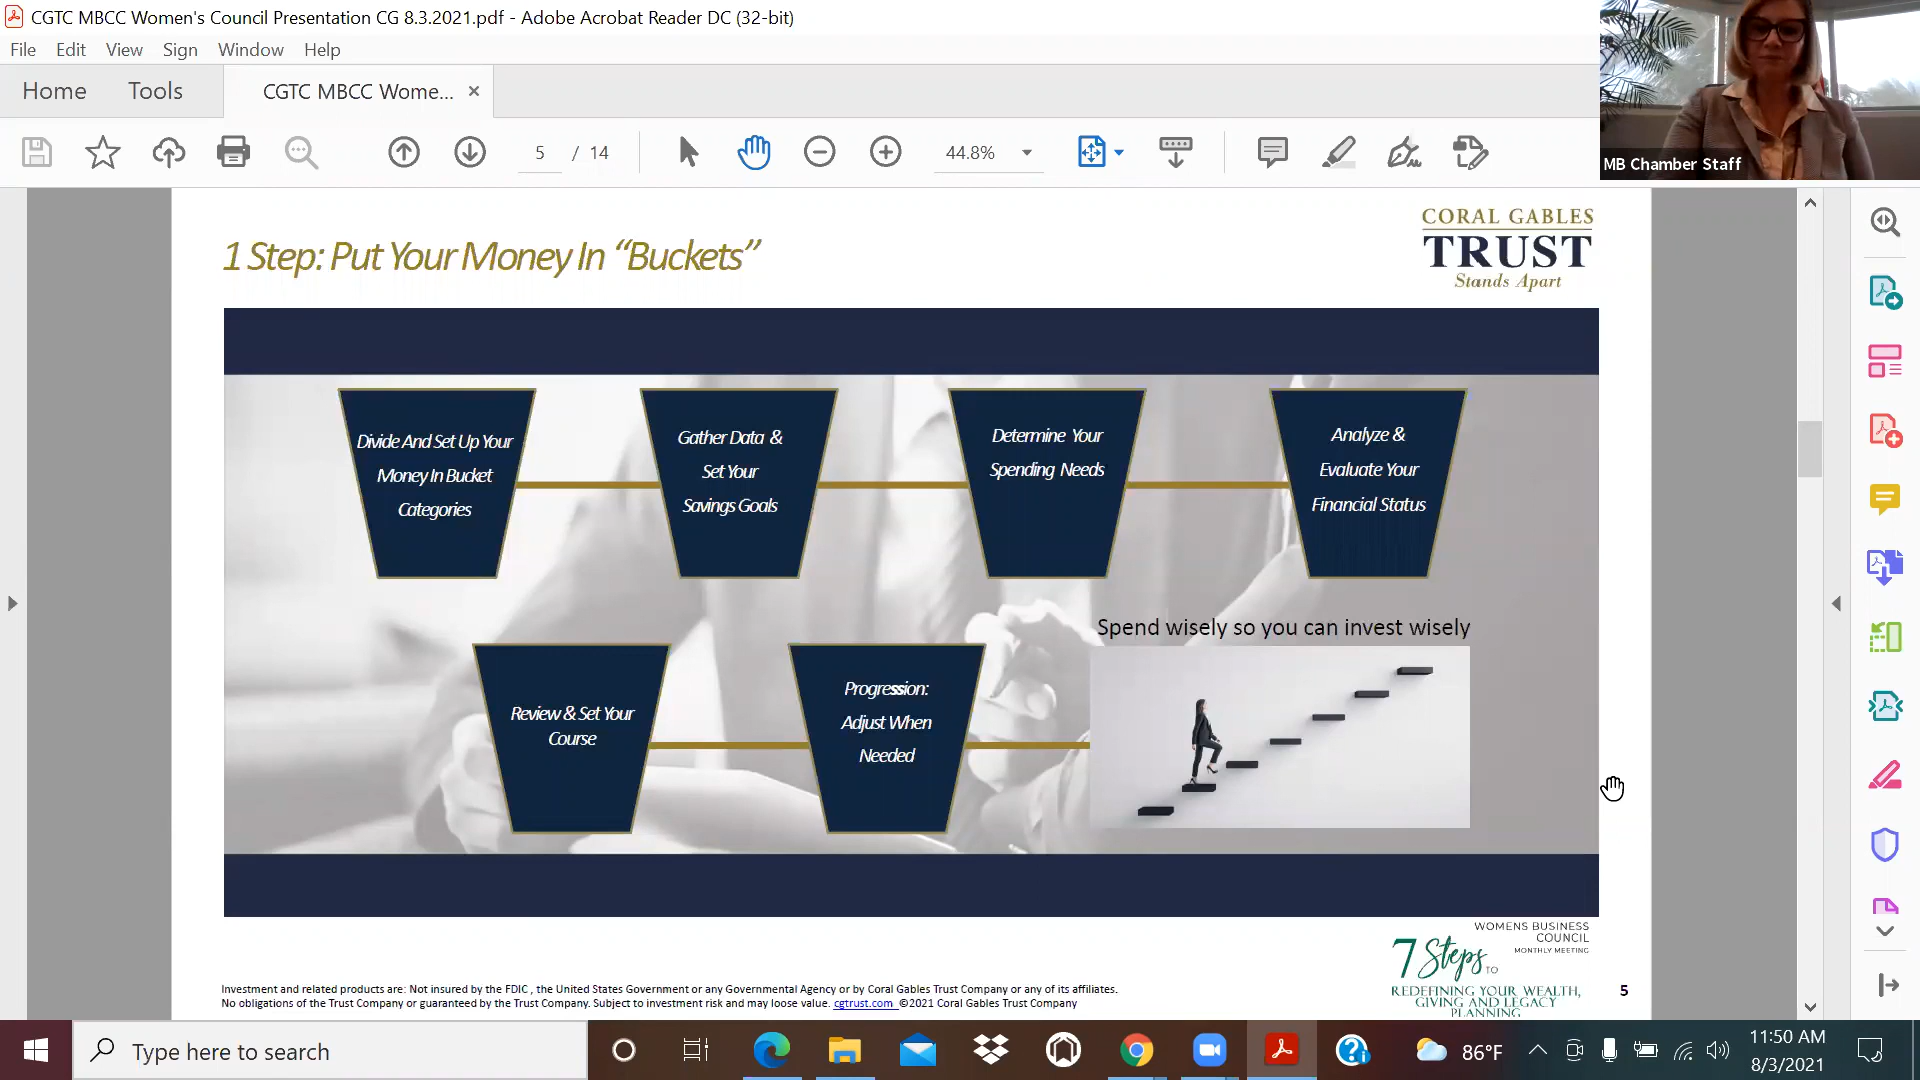 CGTC MBCC Women's Council Presentation CG 8.3.2021.pdf - Adobe Acrobat Reader DC (32-bit)
File Edit View Sign Window Help
Home Tools CGTC MBCC Wome... ×
5 / 14 44.8%
MB Chamber Staff
1 Step: Put Your Money In “Buckets”
CORAL GABLES
TRUST
Stands Apart
Divide And Set Up Your
Money In Bucket
Categories
Gather Data &
Set Your
Savings Goals
Determine Your
Spending Needs
Analyze &
Evaluate Your
Financial Status
Spend wisely so you can invest wisely
Review & Set Your
Course
Progression:
Adjust When
Needed
WOMENS BUSINESS
COUNCIL
MONTHLY MEETING
7 Steps TO
REDEFINING YOUR WEALTH,
GIVING AND LEGACY
PLANNING
Investment and related products are: Not insured by the FDIC , the United States Government or any Governmental Agency or by Coral Gables Trust Company or any of its affiliates.
No obligations of the Trust Company or guaranteed by the Trust Company. Subject to investment risk and may loose value. cgtrust.com ©2021 Coral Gables Trust Company
5
Type here to search
86°F
11:50 AM
8/3/2021